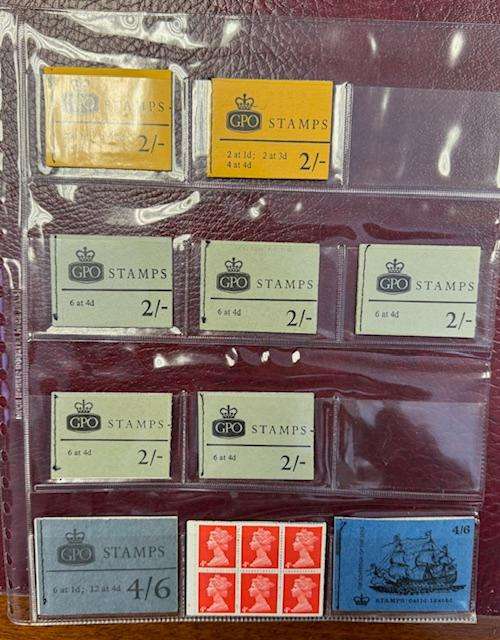 GPO STAMPS
2/-
GPO STAMPS
2 at 1d; 2 at 3d
4 at 4d
2/-
GPO STAMPS
6 at 4d
2/-
GPO STAMPS
6 at 4d
2/-
GPO STAMPS
6 at 4d
2/-
GPO STAMPS
6 at 4d
2/-
GPO STAMPS
6 at 4d
2/-
GPO STAMPS
6 at 1d; 12 at 4d
4/6
4/6
STAMPS